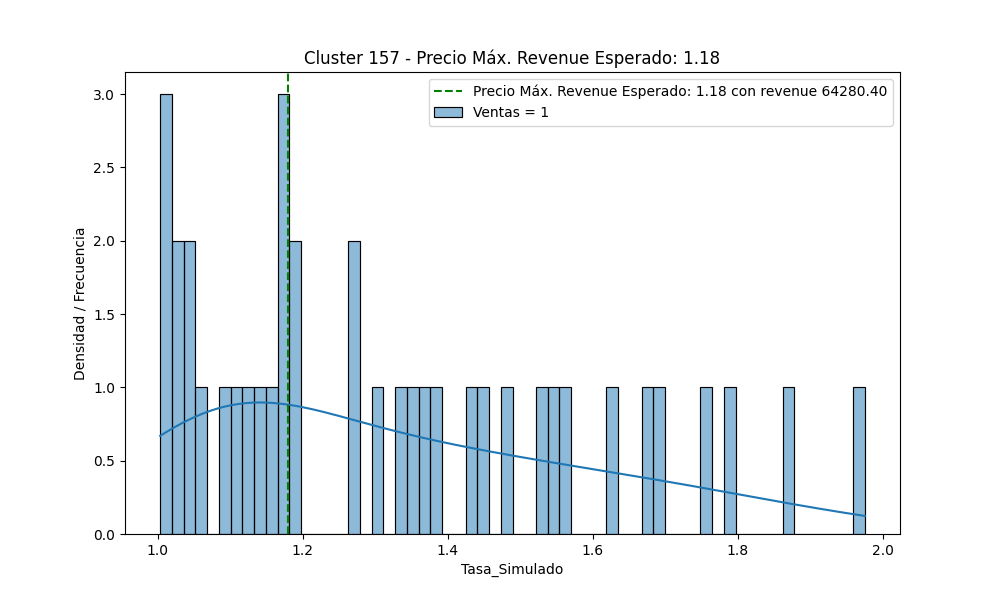 Cluster 157 - Precio Máx. Revenue Esperado: 1.18
Precio Máx. Revenue Esperado: 1.18 con revenue 64280.40
Ventas = 1
Densidad / Frecuencia
3.0
2.5
2.0
1.5
1.0
0.5
0.0
1.0 1.2 1.4 1.6 1.8 2.0
Tasa_Simulado